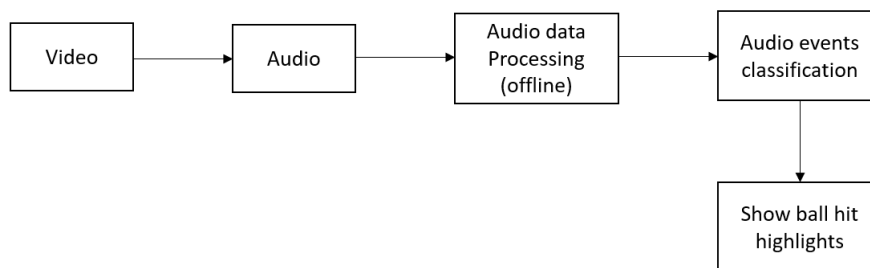 Video
Audio
Audio data
Processing
(offline)
Audio events
classification
Show ball hit
highlights